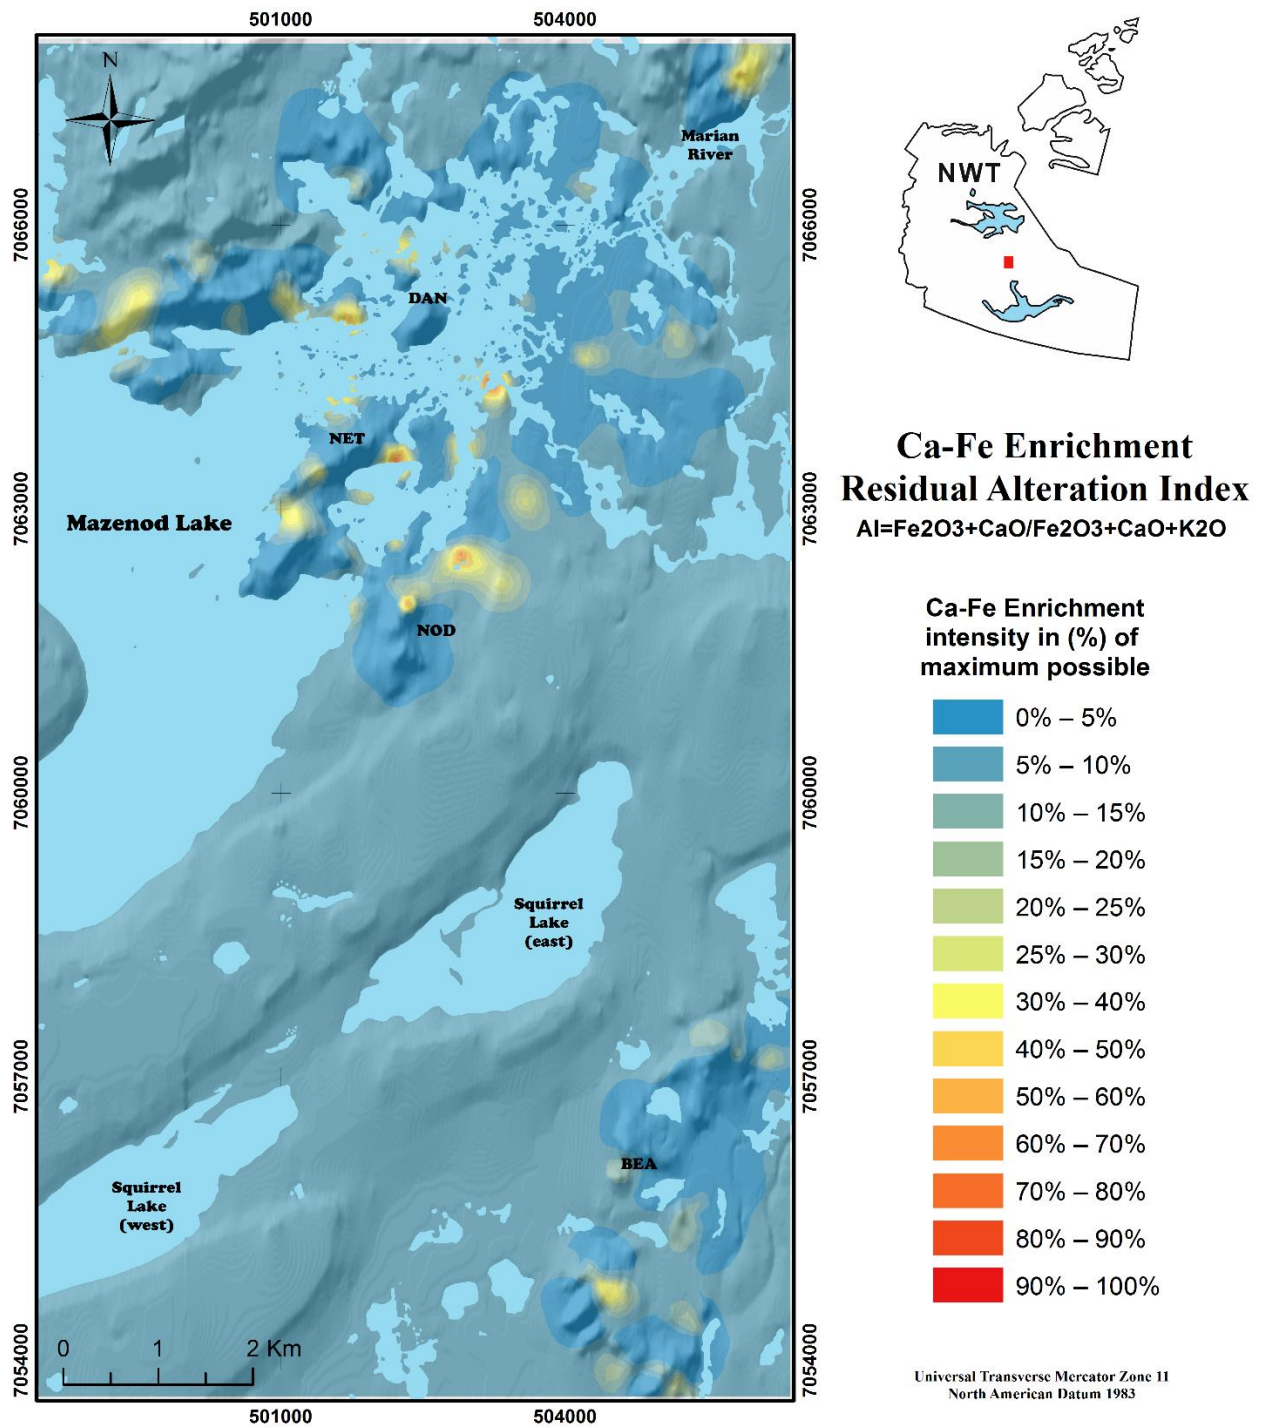 501000
504000
N
Marian
River
NWT
7066000
7066000
DAN
NET
Ca-Fe Enrichment
Residual Alteration Index
AI=Fe2O3+CaO/Fe2O3+CaO+K2O
7063000
7063000
Mazenod Lake
NOD
Ca-Fe Enrichment
intensity in (%) of
maximum possible
0% – 5%
5% – 10%
10% – 15%
15% – 20%
20% – 25%
25% – 30%
30% – 40%
40% – 50%
50% – 60%
60% – 70%
70% – 80%
80% – 90%
90% – 100%
7060000
7060000
Squirrel
Lake
(east)
7057000
7057000
BEA
Squirrel
Lake
(west)
7054000
7054000
0 1 2 Km
501000
504000
Universal Transverse Mercator Zone 11
North American Datum 1983